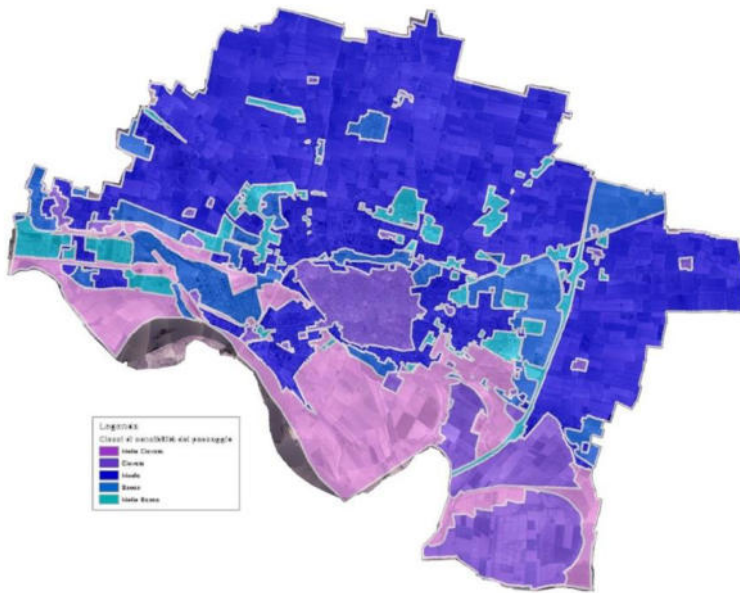 Legenda
Classi di sensibilità del paesaggio
Molto Elevata
Elevata
Media
Bassa
Molto Bassa